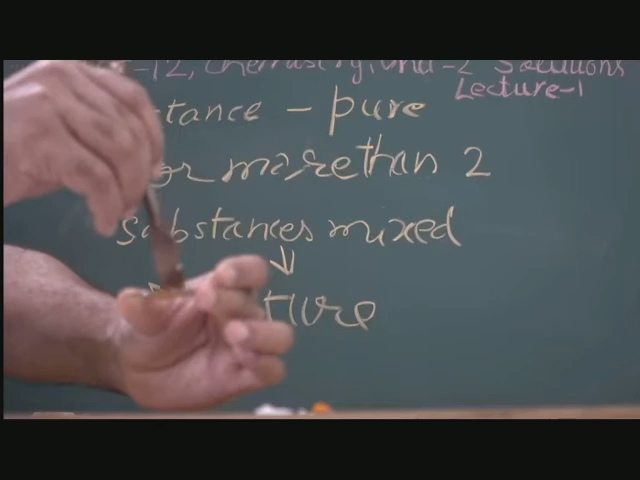 -12, Chemistry, Unit-2 Solutions
Lecture-1
tance - pure
or more than 2
substances mixed
ture